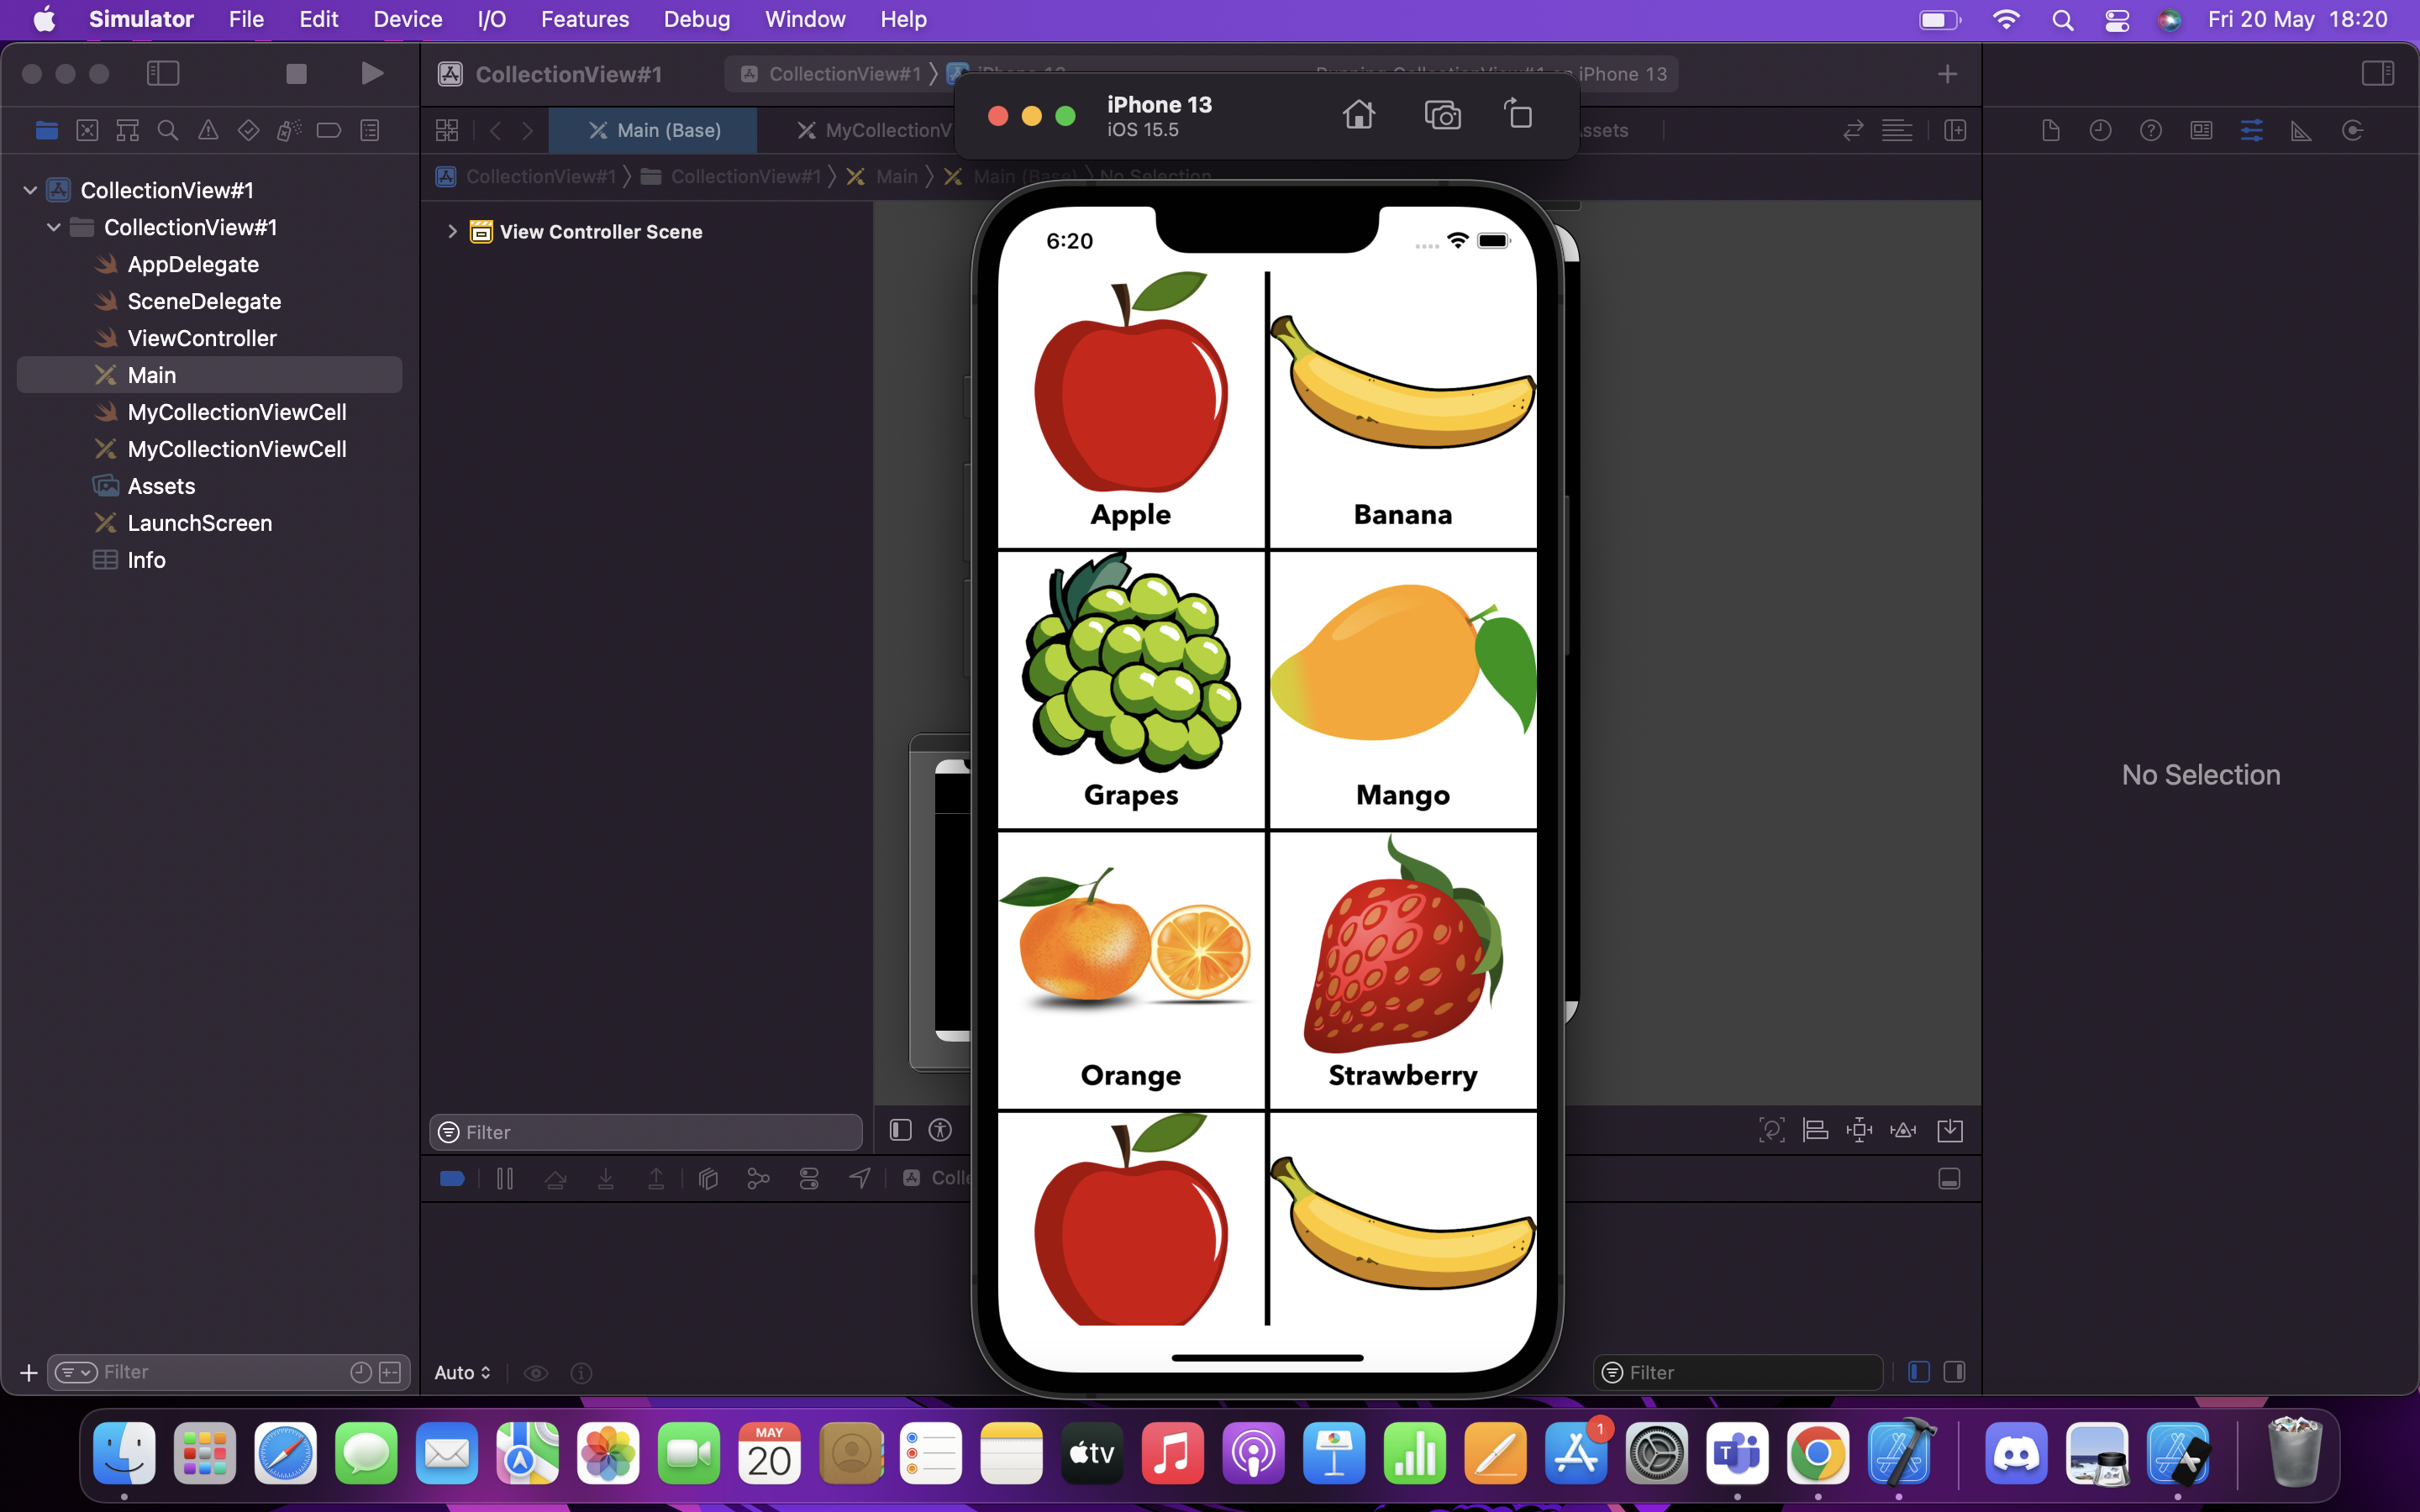 Simulator File Edit Device I/O Features Debug Window Help Fri 20 May 18:20
CollectionView#1 CollectionView#1 iPhone 13 Running CollectionView#1 on iPhone 13
iPhone 13
iOS 15.5
Main (Base) MyCollectionV ssets
CollectionView#1 CollectionView#1 Main Main (Base) No Selection
CollectionView#1
CollectionView#1
AppDelegate
SceneDelegate
ViewController
Main
MyCollectionViewCell
MyCollectionViewCell
Assets
LaunchScreen
Info
View Controller Scene
6:20
Apple
Banana
Grapes
Mango
Orange
Strawberry
No Selection
Filter
Colle
Filter
Auto
Filter
MAY
20
tv
1
T